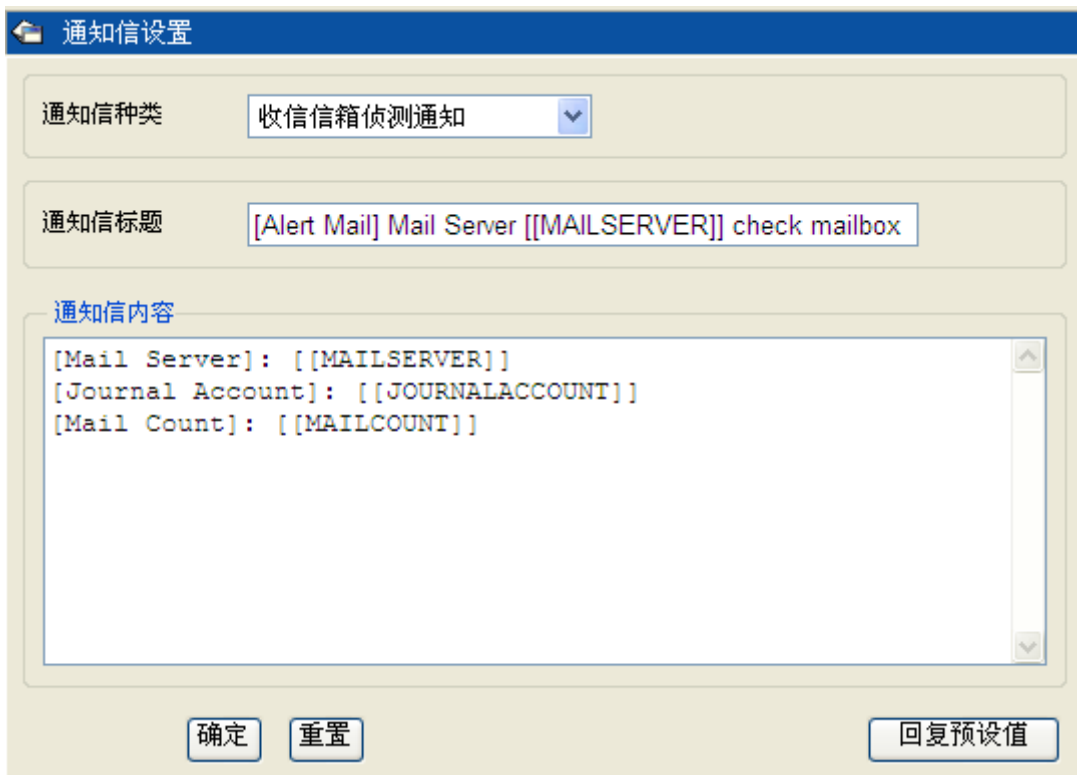 通知信设置
通知信种类
收信信箱侦测通知
通知信标题
[Alert Mail] Mail Server [[MAILSERVER]] check mailbox
通知信内容
[Mail Server]: [[MAILSERVER]]
[Journal Account]: [[JOURNALACCOUNT]]
[Mail Count]: [[MAILCOUNT]]
确定 重置 回复预设值